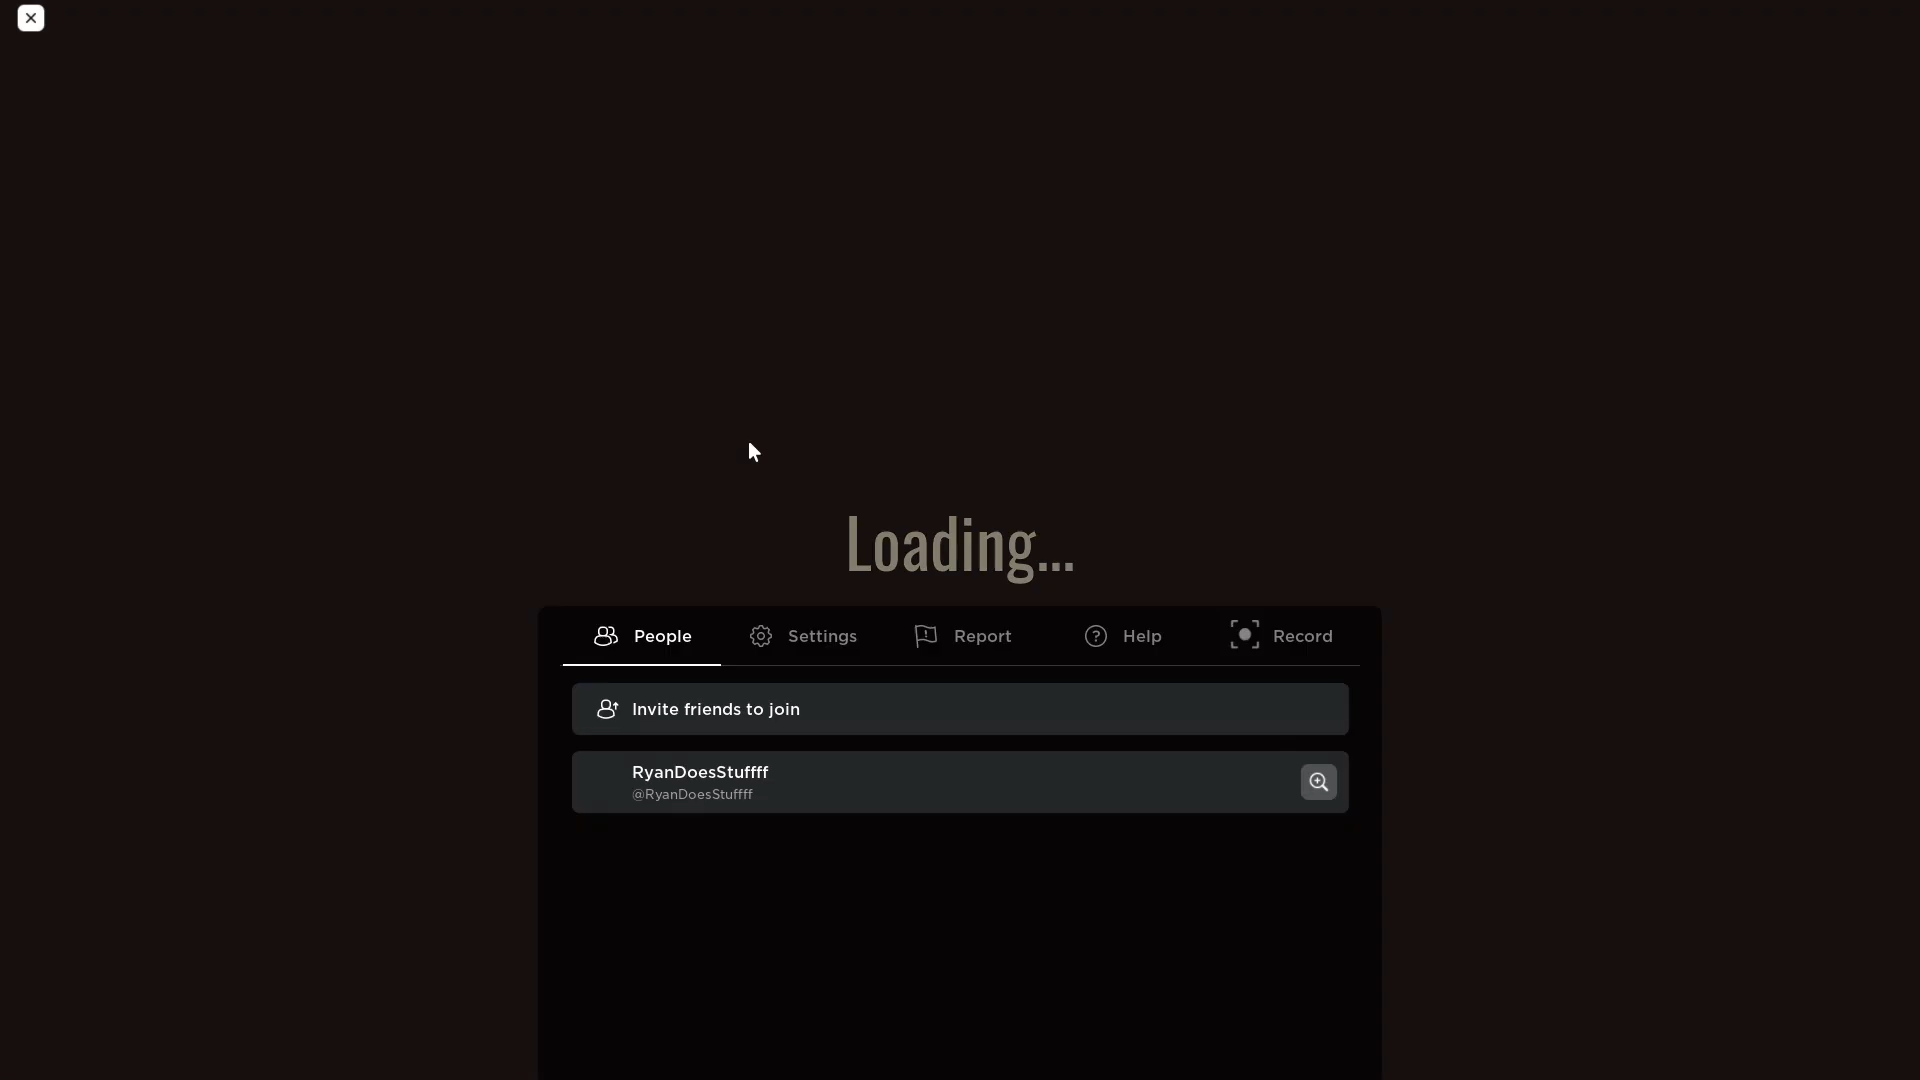 Loading...
People
Settings
Report
Help
Record
Invite friends to join
RyanDoesStuffff
@RyanDoesStuffff